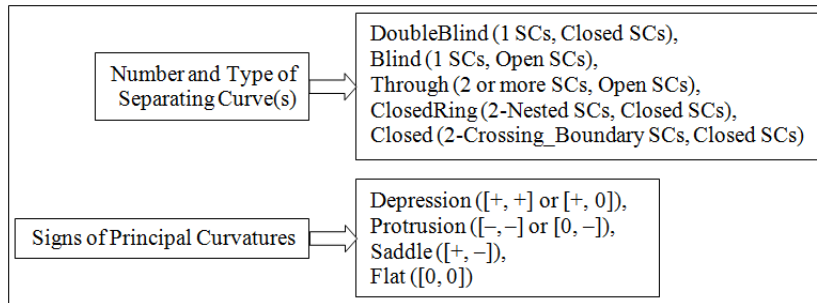 Number and Type of
Separating Curve(s)
DoubleBlind (1 SCs, Closed SCs),
Blind (1 SCs, Open SCs),
Through (2 or more SCs, Open SCs),
ClosedRing (2-Nested SCs, Closed SCs),
Closed (2-Crossing_Boundary SCs, Closed SCs)
Signs of Principal Curvatures
Depression ([+, +] or [+, 0]),
Protrusion ([−,−] or [0, −]),
Saddle ([+, −]),
Flat ([0, 0])